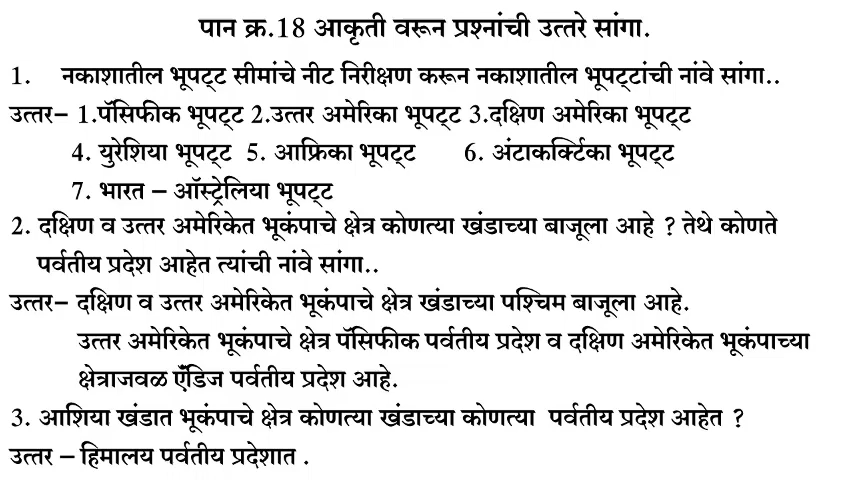 पान क्र.18 आकृती वरून प्रश्नांची उत्तरे सांगा.
1. नकाशातील भूपट्ट सीमांचे नीट निरीक्षण करून नकाशातील भूपट्टांची नांवे सांगा..
उत्तर– 1.पॅसिफीक भूपट्ट 2.उत्तर अमेरिका भूपट्ट 3.दक्षिण अमेरिका भूपट्ट
4. युरेशिया भूपट्ट 5. आफ्रिका भूपट्ट 6. अंटाकर्क्टिका भूपट्ट
7. भारत – ऑस्ट्रेलिया भूपट्ट
2. दक्षिण व उत्तर अमेरिकेत भूकंपाचे क्षेत्र कोणत्या खंडाच्या बाजूला आहे ? तेथे कोणते
पर्वतीय प्रदेश आहेत त्यांची नांवे सांगा..
उत्तर– दक्षिण व उत्तर अमेरिकेत भूकंपाचे क्षेत्र खंडाच्या पश्चिम बाजूला आहे.
उत्तर अमेरिकेत भूकंपाचे क्षेत्र पॅसिफीक पर्वतीय प्रदेश व दक्षिण अमेरिकेत भूकंपाच्या
क्षेत्राजवळ ऍंडिज पर्वतीय प्रदेश आहे.
3. आशिया खंडात भूकंपाचे क्षेत्र कोणत्या खंडाच्या कोणत्या पर्वतीय प्रदेश आहेत ?
उत्तर – हिमालय पर्वतीय प्रदेशात .